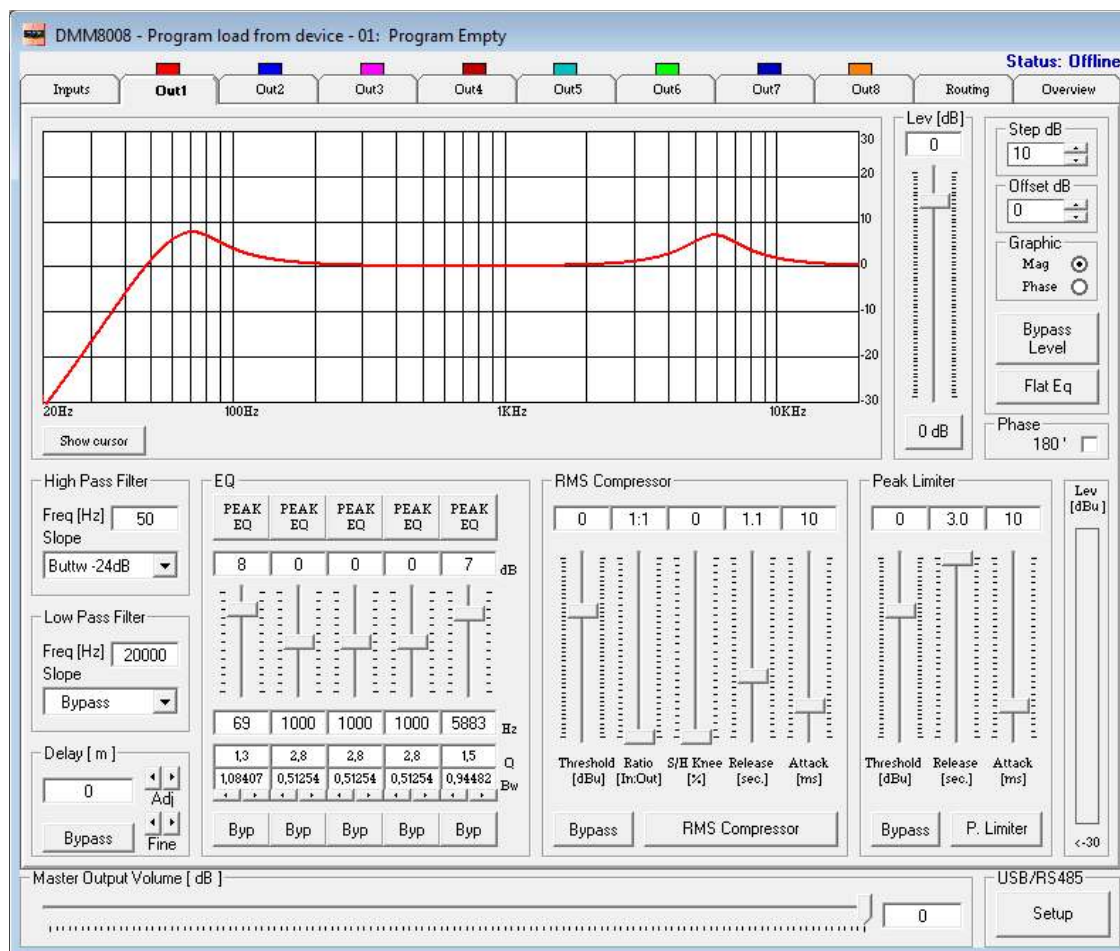 DMM8008 - Program load from device - 01: Program Empty
Status: Offline
Inputs Out1 Out2 Out3 Out4 Out5 Out6 Out7 Out8 Routing Overview
30
20
10
0
-10
-20
-30
20Hz 100Hz 1KHz 10KHz
Show cursor
Lev [dB]
0
0 dB
Step dB
10
Offset dB
0
Graphic
Mag
Phase
Bypass
Level
Flat Eq
Phase
180 '
High Pass Filter
Freq [Hz] 50
Slope
Buttw -24dB
Low Pass Filter
Freq [Hz] 20000
Slope
Bypass
Delay [ m ]
0
Adj
Bypass
Fine
EQ
PEAK EQ PEAK EQ PEAK EQ PEAK EQ PEAK EQ
8 0 0 0 7 dB
69 1000 1000 1000 5883 Hz
1,3 2,8 2,8 2,8 1,5 Q
1,08407 0,51254 0,51254 0,51254 0,94482 Bw
Byp Byp Byp Byp Byp
RMS Compressor
0 1:1 0 1.1 10
Threshold [dBu] Ratio [In:Out] S/H Knee [%] Release [sec.] Attack [ms]
Bypass RMS Compressor
Peak Limiter
0 3.0 10
Threshold [dBu] Release [sec.] Attack [ms]
Bypass P. Limiter
Lev
[dBu]
<-30
Master Output Volume [ dB ]
0
USB/RS485
Setup